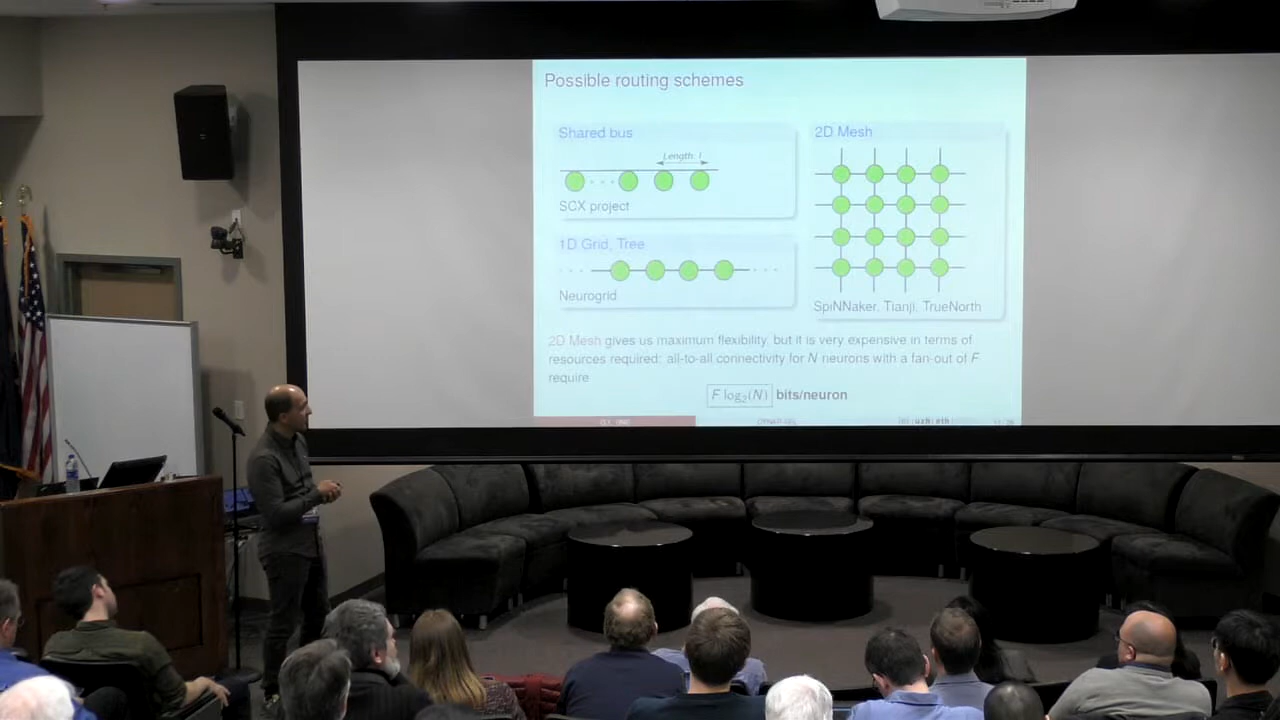 Possible routing schemes
Shared bus
Length: l
SCX project
1D Grid, Tree
Neurogrid
2D Mesh
SpiNNaker, Tianji, TrueNorth
2D Mesh gives us maximum flexibility, but it is very expensive in terms of
resources required: all-to-all connectivity for N neurons with a fan-out of F
require
F log₂(N) bits/neuron